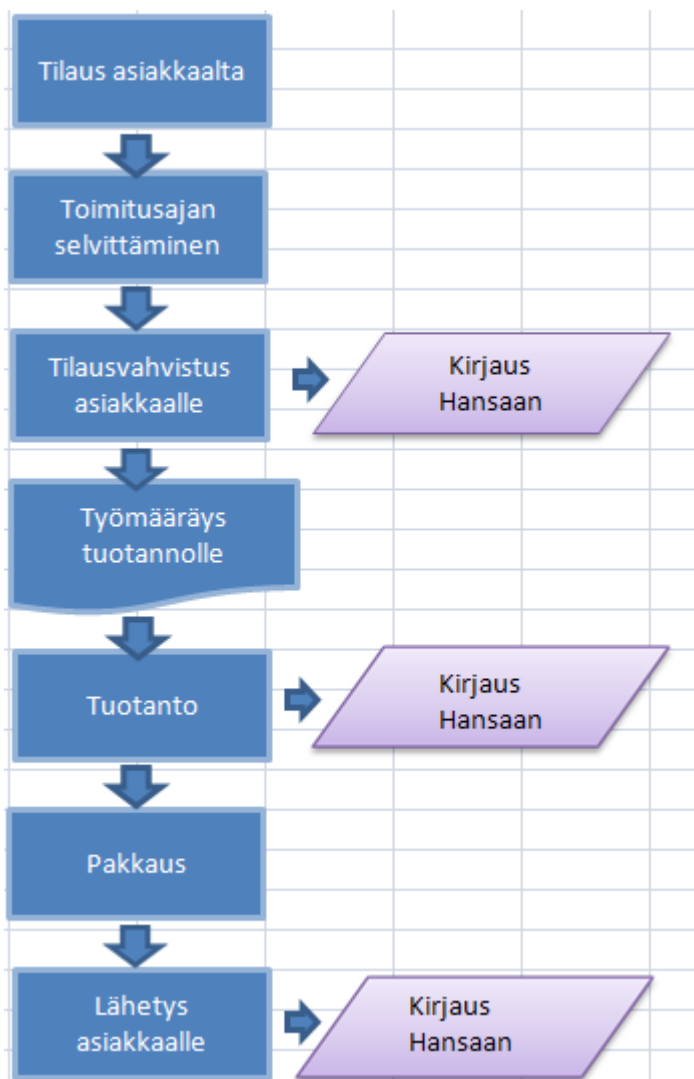 Tilaus asiakkaalta
Toimitusajan
selvittäminen
Tilausvahvistus
asiakkaalle
Kirjaus
Hansaan
Työmääräys
tuotannolle
Tuotanto
Kirjaus
Hansaan
Pakkaus
Lähetys
asiakkaalle
Kirjaus
Hansaan